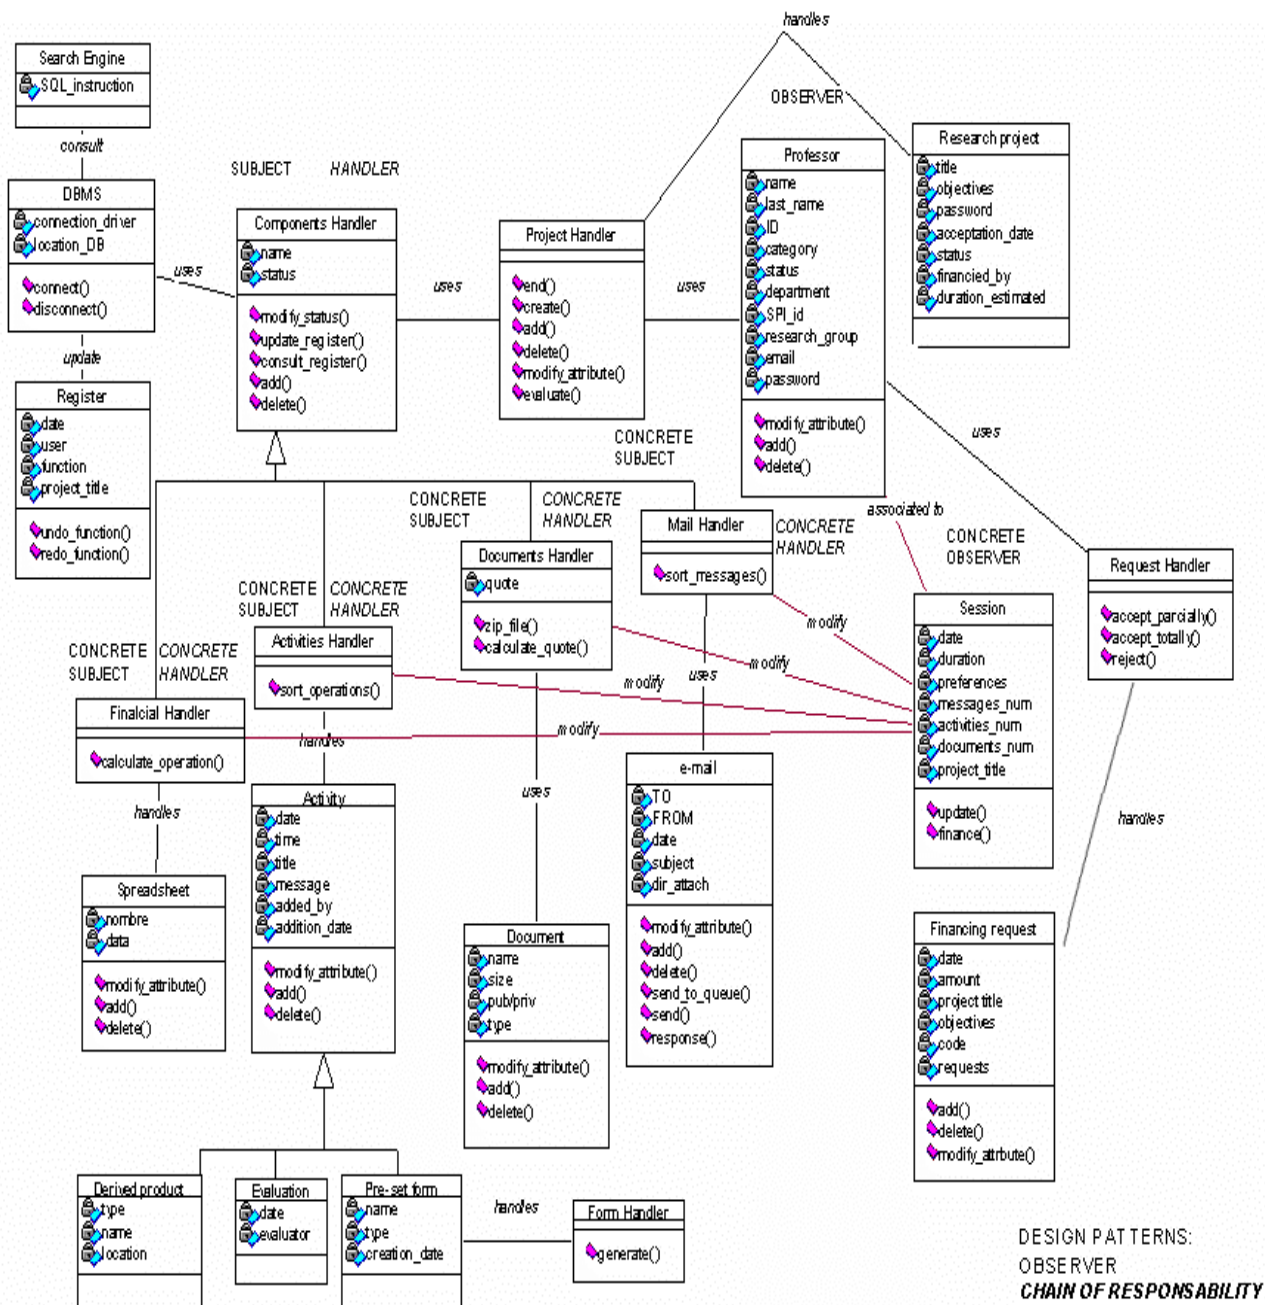 handles
Search Engine
SQL_instruction
consult
DBMS
connection_driver
location_DB
connect()
disconnect()
update
Register
date
user
function
project_title
undo_function()
redo_function()
uses
SUBJECT HANDLER
Components Handler
name
status
modify_status()
update_register()
consult_register()
add()
delete()
uses
Project Handler
end()
create()
add()
delete()
modify_attribute()
evaluate()
uses
OBSERVER
Professor
name
last_name
ID
category
status
department
SPI_id
research_group
email
password
modify_attribute()
add()
delete()
Research project
title
objectives
password
acceptation_date
status
financied_by
duration_estimated
uses
associated to
CONCRETE
OBSERVER
Request Handler
accept_parcially()
accept_totally()
reject()
handles
Session
date
duration
preferences
messages_num
activities_num
documents_num
project_title
update()
finance()
CONCRETE
SUBJECT
CONCRETE
HANDLER
Mail Handler
sort_messages()
modify
uses
CONCRETE
SUBJECT
CONCRETE
HANDLER
Documents Handler
quote
zip_file()
calculate_quote()
modify
uses
CONCRETE
SUBJECT
CONCRETE
HANDLER
Activities Handler
sort_operations()
modify
handles
CONCRETE
SUBJECT
CONCRETE
HANDLER
Finalcial Handler
calculate_operation()
modify
handles
Spreadsheet
nombre
data
modify_attribute()
add()
delete()
Activity
date
time
title
message
added_by
addition_date
modify_attribute()
add()
delete()
Document
name
size
pub/priv
type
modify_attribute()
add()
delete()
e-mail
TO
FROM
date
subject
dir_attach
modify_attribute()
add()
delete()
send_to_queue()
send()
response()
Financing request
date
amount
project title
objectives
code
requests
add()
delete()
modify_attrbute()
Derived product
type
name
location
Evaluation
date
evaluator
Pre-set form
name
type
creation_date
handles
Form Handler
generate()
DESIGN PATTERNS:
OBSERVER
CHAIN OF RESPONSABILITY